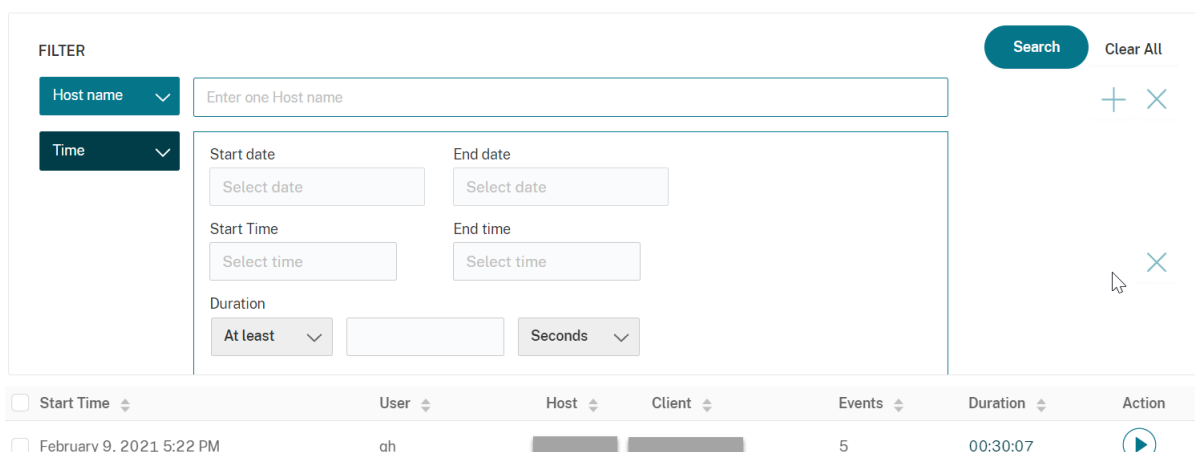 FILTER Search Clear All
Host name Enter one Host name
Time
Start date End date
Select date Select date
Start Time End time
Select time Select time
Duration
At least Seconds
Start Time User Host Client Events Duration Action
February 9, 2021 5:22 PM gh 5 00:30:07